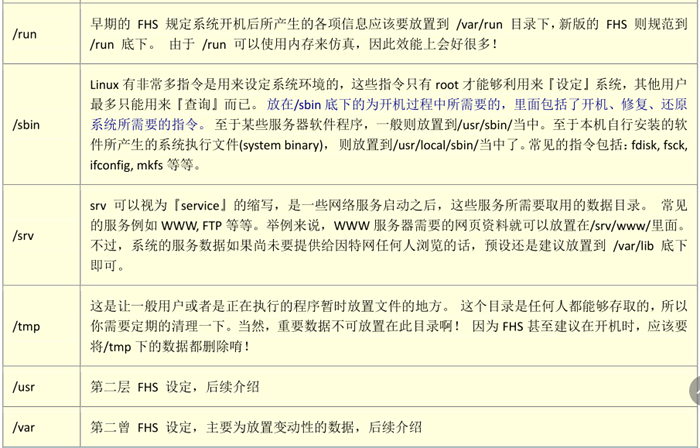 /run
早期的 FHS 规定系统开机后所产生的各项信息应该要放置到 /var/run 目录下,新版的 FHS 则规范到
/run 底下。 由于 /run 可以使用内存来仿真,因此效能上会好很多!
/sbin
Linux 有非常多指令是用来设定系统环境的,这些指令只有 root 才能够利用来『设定』系统,其他用户
最多只能用来『查询』而已。 放在/sbin 底下的为开机过程中所需要的,里面包括了开机、修复、还原
系统所需要的指令。 至于某些服务器软件程序,一般则放置到/usr/sbin/当中。至于本机自行安装的软
件所产生的系统执行文件(system binary), 则放置到/usr/local/sbin/当中了。常见的指令包括: fdisk, fsck,
ifconfig, mkfs 等等。
/srv
srv 可以视为『service』的缩写,是一些网络服务启动之后,这些服务所需要取用的数据目录。 常见
的服务例如 WWW, FTP 等等。举例来说,WWW 服务器需要的网页资料就可以放置在/srv/www/里面。
不过,系统的服务数据如果尚未要提供给因特网任何人浏览的话,预设还是建议放置到 /var/lib 底下
即可。
/tmp
这是让一般用户或者是正在执行的程序暂时放置文件的地方。 这个目录是任何人都能够存取的,所以
你需要定期的清理一下。当然,重要数据不可放置在此目录啊! 因为 FHS 甚至建议在开机时,应该要
将/tmp 下的数据都删除唷!
/usr
第二层 FHS 设定,后续介绍
/var
第二曾 FHS 设定,主要为放置变动性的数据,后续介绍